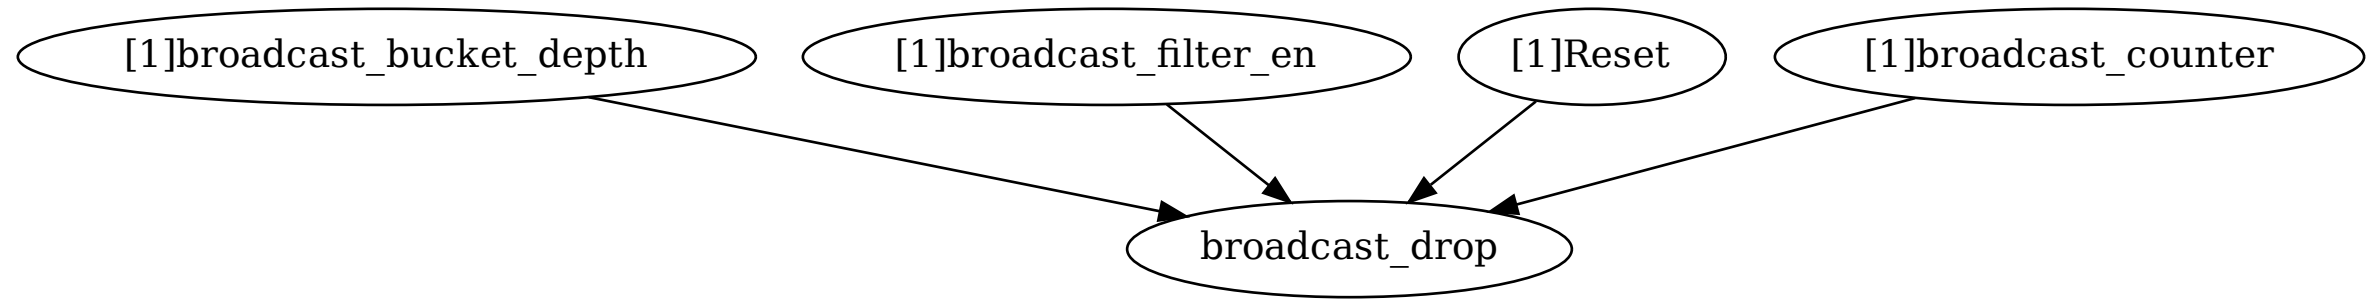 [1]broadcast_bucket_depth
[1]broadcast_filter_en
[1]Reset
[1]broadcast_counter
broadcast_drop